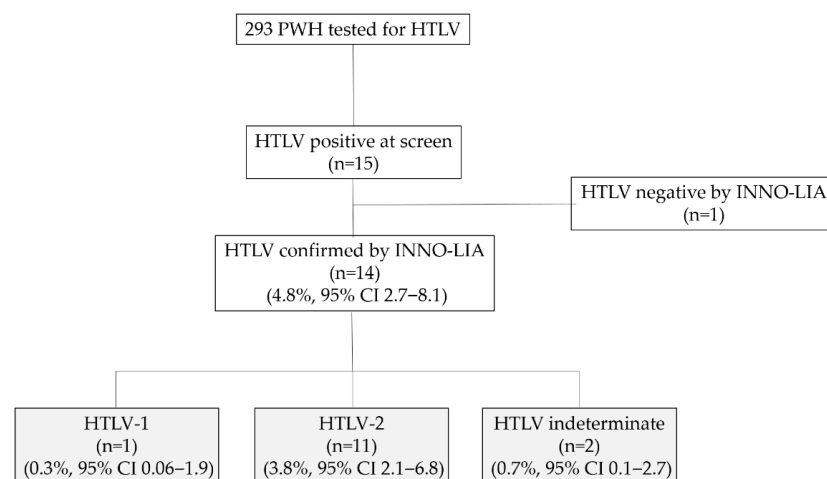 293 PWH tested for HTLV
HTLV positive at screen
(n=15)
HTLV negative by INNO-LIA
(n=1)
HTLV confirmed by INNO-LIA
(n=14)
(4.8%, 95% CI 2.7−8.1)
HTLV-1
(n=1)
(0.3%, 95% CI 0.06−1.9)
HTLV-2
(n=11)
(3.8%, 95% CI 2.1−6.8)
HTLV indeterminate
(n=2)
(0.7%, 95% CI 0.1−2.7)